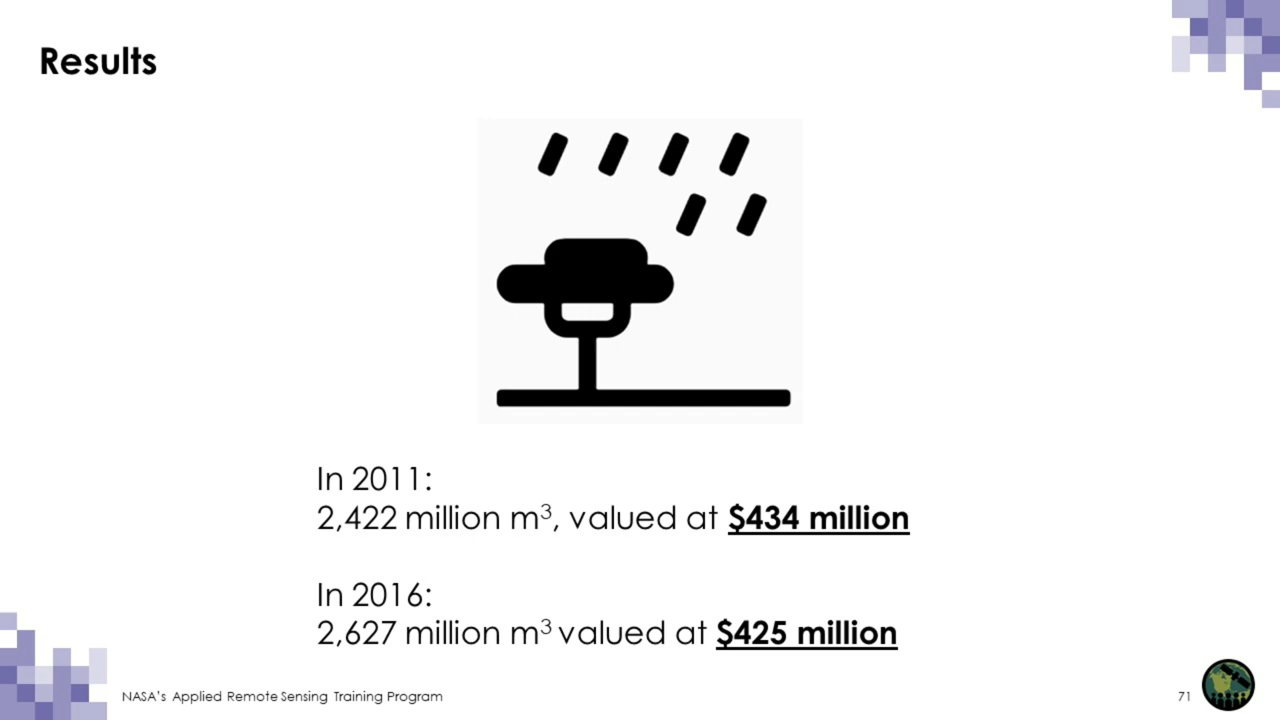 Results
In 2011:
2,422 million m³, valued at $434 million
In 2016:
2,627 million m³ valued at $425 million
NASA's Applied Remote Sensing Training Program
71